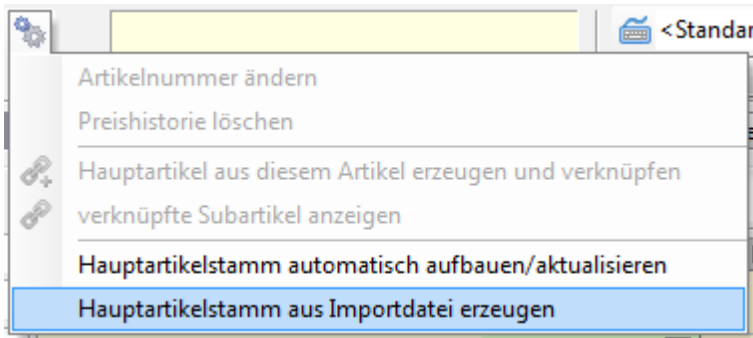 <Standar
Artikelnummer ändern
Preishistorie löschen
Hauptartikel aus diesem Artikel erzeugen und verknüpfen
verknüpfte Subartikel anzeigen
Hauptartikelstamm automatisch aufbauen/aktualisieren
Hauptartikelstamm aus Importdatei erzeugen